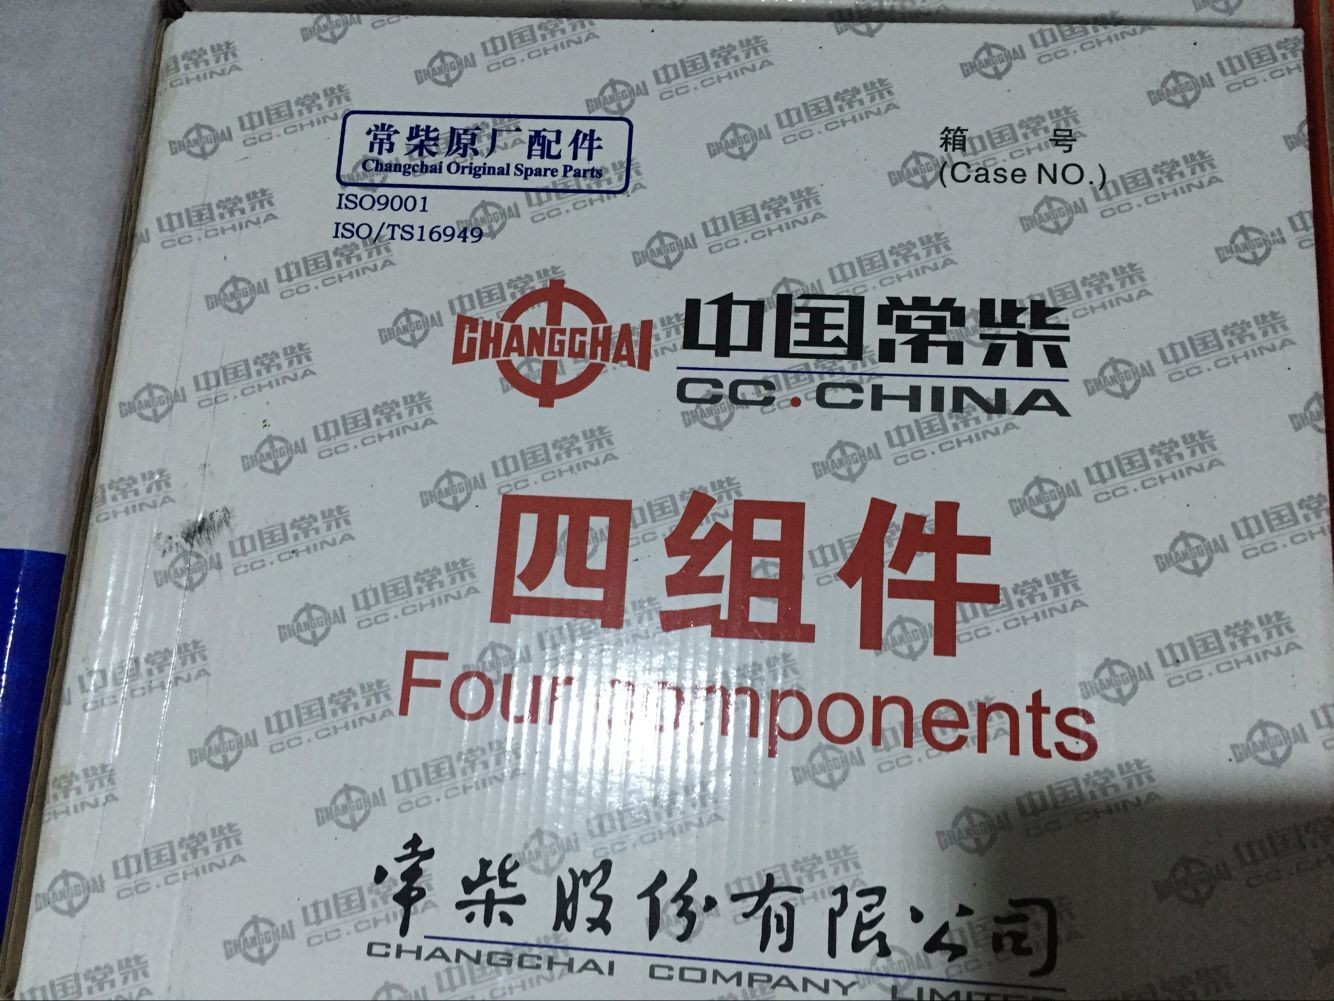 常柴原厂配件
Changchai Original Spare Parts
ISO9001
ISO/TS16949
箱 号
(Case NO.)
CHANGCHAI
中国常柴
CC.CHINA
四组件
Four components
常柴股份有限公司
CHANGCHAI COMPANY LIMITED